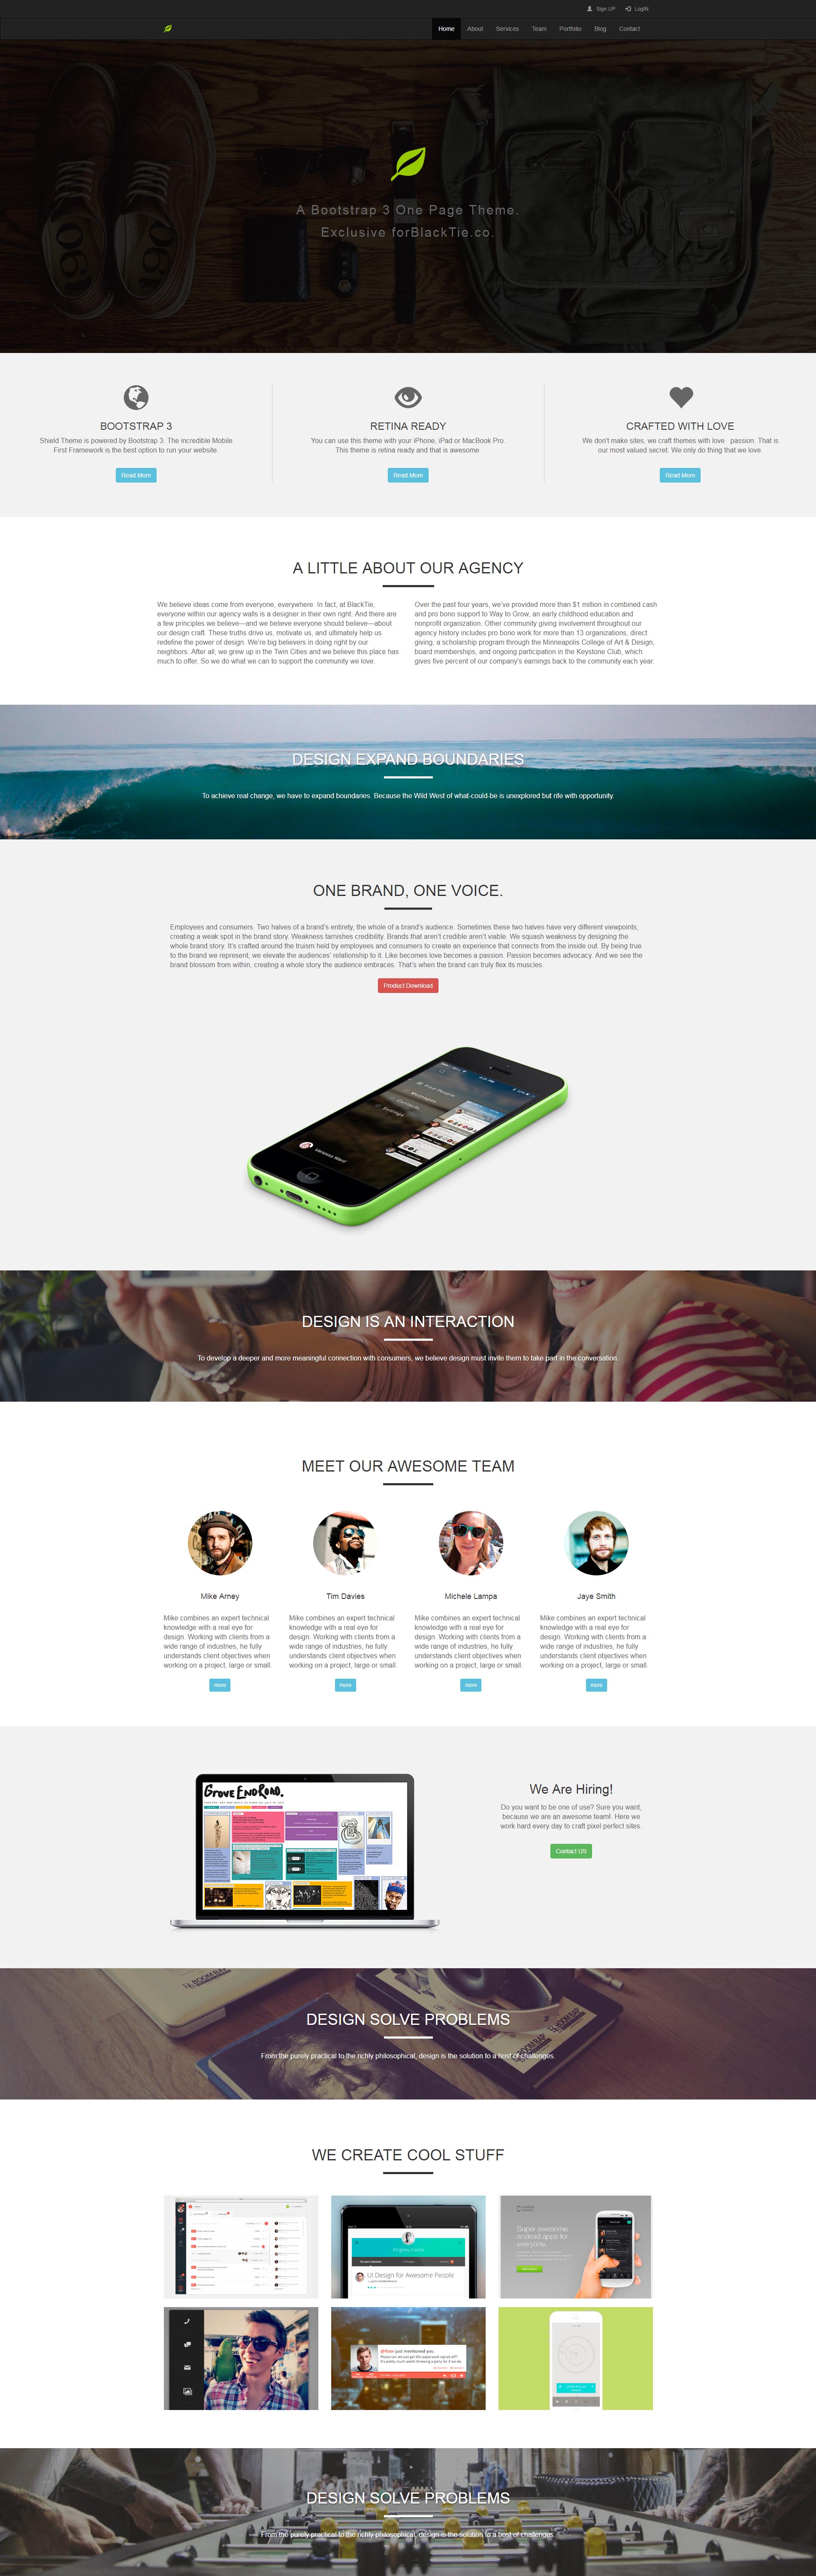 Sign UP LogIN
Home About Services Team Portfolio Blog Contact
A Bootstrap 3 One Page Theme.
Exclusive forBlackTie.co.
BOOTSTRAP 3
Shield Theme is powered by Bootstrap 3. The incredible Mobile
First Framework is the best option to run your website.
Read More
RETINA READY
You can use this theme with your iPhone, iPad or MacBook Pro.
This theme is retina ready and that is awesome.
Read More
CRAFTED WITH LOVE
We don't make sites, we craft themes with love passion. That is
our most valued secret. We only do thing that we love.
Read More
A LITTLE ABOUT OUR AGENCY
We believe ideas come from everyone, everywhere. In fact, at BlackTie,
everyone within our agency walls is a designer in their own right. And there are
a few principles we believe—and we believe everyone should believe—about
our design craft. These truths drive us, motivate us, and ultimately help us
redefine the power of design. We're big believers in doing right by our
neighbors. After all, we grew up in the Twin Cities and we believe this place has
much to offer. So we do what we can to support the community we love.
Over the past four years, we've provided more than $1 million in combined cash
and pro bono support to Way to Grow, an early childhood education and
nonprofit organization. Other community giving involvement throughout our
agency history includes pro bono work for more than 13 organizations, direct
giving, a scholarship program through the Minneapolis College of Art & Design,
board memberships, and ongoing participation in the Keystone Club, which
gives five percent of our company's earnings back to the community each year.
DESIGN EXPAND BOUNDARIES
To achieve real change, we have to expand boundaries. Because the Wild West of what-could-be is unexplored but rife with opportunity.
ONE BRAND, ONE VOICE.
Employees and consumers. Two halves of a brand's entirety, the whole of a brand's audience. Sometimes these two halves have very different viewpoints,
creating a weak spot in the brand story. Weakness tarnishes credibility. Brands that aren't credible aren't viable. We squash weakness by designing the
whole brand story. It's crafted around the truism held by employees and consumers to create an experience that connects from the inside out. By being true
to the brand we represent, we elevate the audiences' relationship to it. Like becomes love becomes a passion. Passion becomes advocacy. And we see the
brand blossom from within, creating a whole story the audience embraces. That's when the brand can truly flex its muscles.
Product Download
Messages
Contacts
Settings
Vanessa Ward
DESIGN IS AN INTERACTION
To develop a deeper and more meaningful connection with consumers, we believe design must invite them to take part in the conversation.
MEET OUR AWESOME TEAM
Mike Arney
Mike combines an expert technical
knowledge with a real eye for
design. Working with clients from a
wide range of industries, he fully
understands client objectives when
working on a project, large or small.
more
Tim Davies
Mike combines an expert technical
knowledge with a real eye for
design. Working with clients from a
wide range of industries, he fully
understands client objectives when
working on a project, large or small.
more
Michele Lampa
Mike combines an expert technical
knowledge with a real eye for
design. Working with clients from a
wide range of industries, he fully
understands client objectives when
working on a project, large or small.
more
Jaye Smith
Mike combines an expert technical
knowledge with a real eye for
design. Working with clients from a
wide range of industries, he fully
understands client objectives when
working on a project, large or small.
more
GROVE END ROAD.
We Are Hiring!
Do you want to be one of use? Sure you want,
because we are an awesome team!. Here we
work hard every day to craft pixel perfect sites.
Contact US
BOOM BAP
DESIGN SOLVE PROBLEMS
From the purely practical to the richly philosophical, design is the solution to a host of challenges.
WE CREATE COOL STUFF
UI Design for Awesome People
Super awesome
android apps for
everyone.
just mentioned you.
DESIGN SOLVE PROBLEMS
From the purely practical to the richly philosophical, design is the solution to a host of challenges.